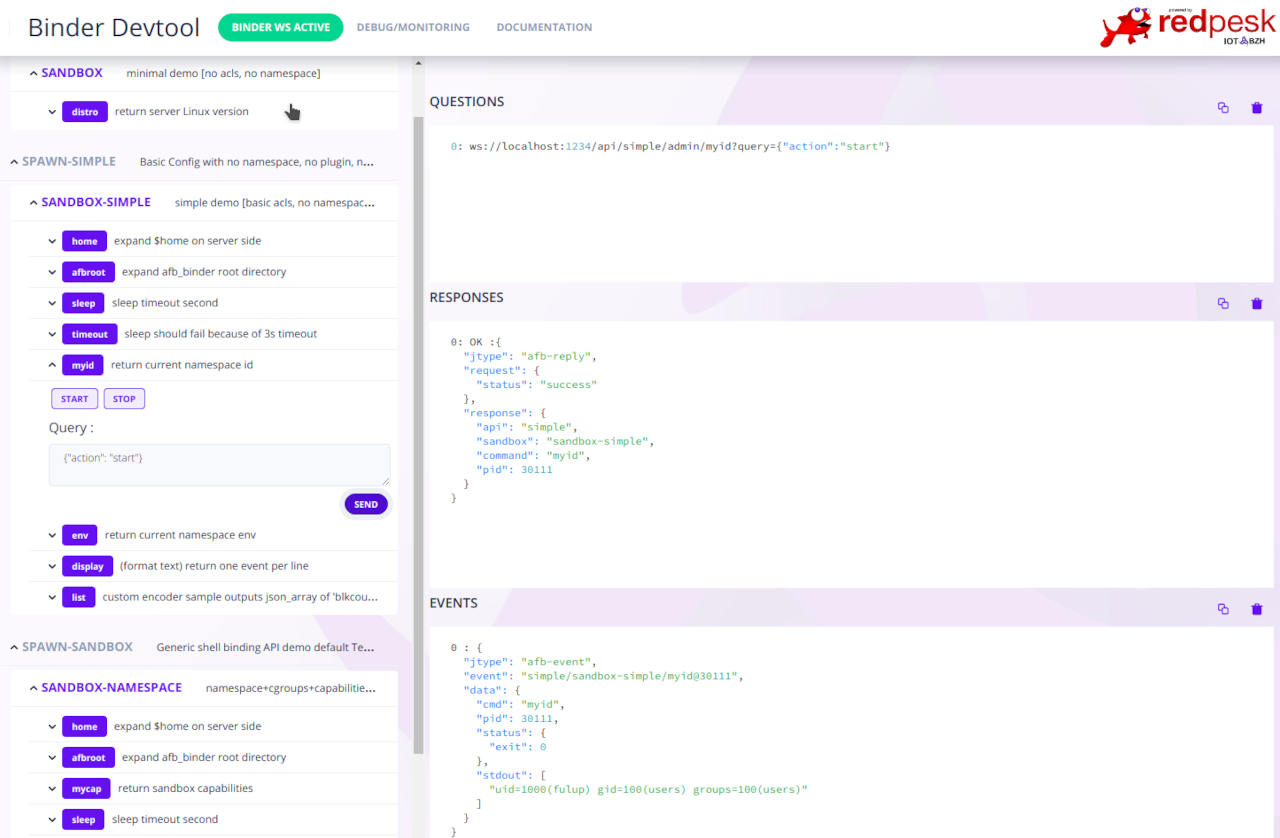 Binder Devtool
BINDER WS ACTIVE
DEBUG/MONITORING
DOCUMENTATION
powered by
redpesk
IOT BZH
SANDBOX minimal demo [no acls, no namespace]
distro return server Linux version
SPAWN-SIMPLE Basic Config with no namespace, no plugin, n...
SANDBOX-SIMPLE simple demo [basic acls, no namespac...
home expand $home on server side
afbroot expand afb_binder root directory
sleep sleep timeout second
timeout sleep should fail because of 3s timeout
myid return current namespace id
START STOP
Query :
{"action": "start"}
SEND
env return current namespace env
display (format text) return one event per line
list custom encoder sample outputs json_array of 'blkcou...
SPAWN-SANDBOX Generic shell binding API demo default Te...
SANDBOX-NAMESPACE namespace+cgroups+capabilitie...
home expand $home on server side
afbroot expand afb_binder root directory
mycap return sandbox capabilities
sleep sleep timeout second
QUESTIONS
0: ws://localhost:1234/api/simple/admin/myid?query={"action":"start"}
RESPONSES
0: OK :{
"jtype": "afb-reply",
"request": {
"status": "success"
},
"response": {
"api": "simple",
"sandbox": "sandbox-simple",
"command": "myid",
"pid": 30111
}
}
EVENTS
0 : {
"jtype": "afb-event",
"event": "simple/sandbox-simple/myid@30111",
"data": {
"cmd": "myid",
"pid": 30111,
"status": {
"exit": 0
},
"stdout": [
"uid=1000(fulup) gid=100(users) groups=100(users)"
]
}
}